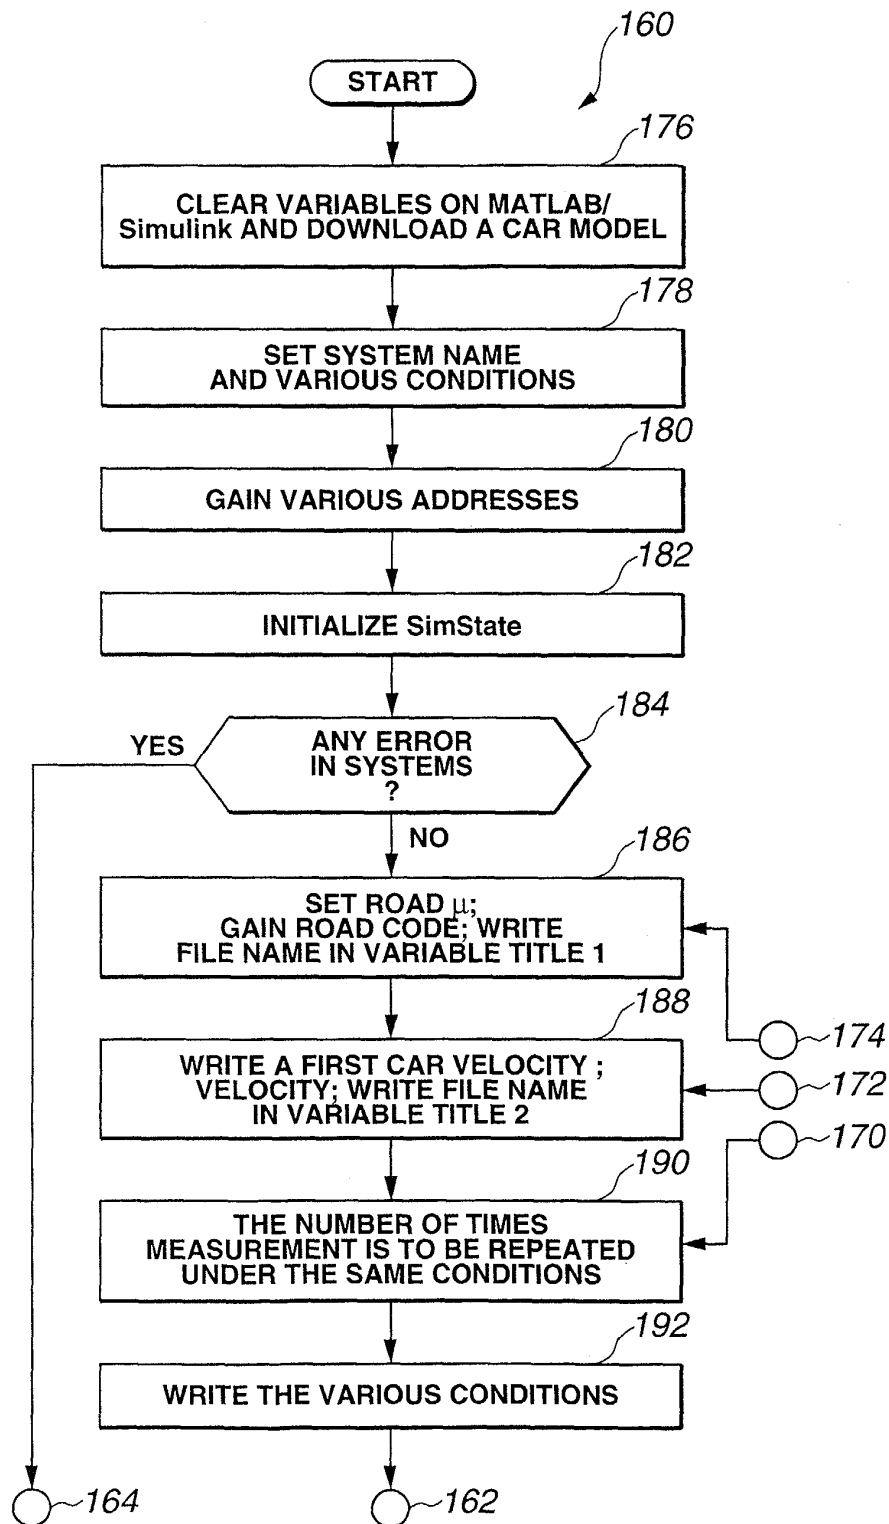 160
START
176
CLEAR VARIABLES ON MATLAB/
Simulink AND DOWNLOAD A CAR MODEL
178
SET SYSTEM NAME
AND VARIOUS CONDITIONS
180
GAIN VARIOUS ADDRESSES
182
INITIALIZE SimState
184
YES
ANY ERROR
IN SYSTEMS
?
NO
186
SET ROAD μ;
GAIN ROAD CODE; WRITE
FILE NAME IN VARIABLE TITLE 1
188
174
WRITE A FIRST CAR VELOCITY ;
VELOCITY; WRITE FILE NAME
IN VARIABLE TITLE 2
172
170
190
THE NUMBER OF TIMES
MEASUREMENT IS TO BE REPEATED
UNDER THE SAME CONDITIONS
192
WRITE THE VARIOUS CONDITIONS
164
162